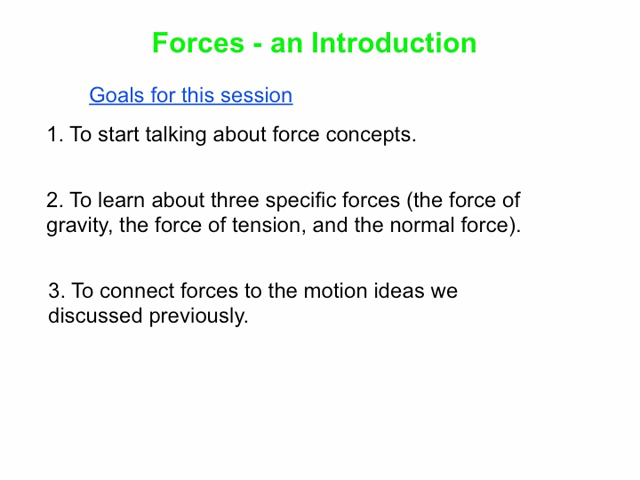 Forces - an Introduction
Goals for this session
1. To start talking about force concepts.
2. To learn about three specific forces (the force of
gravity, the force of tension, and the normal force).
3. To connect forces to the motion ideas we
discussed previously.